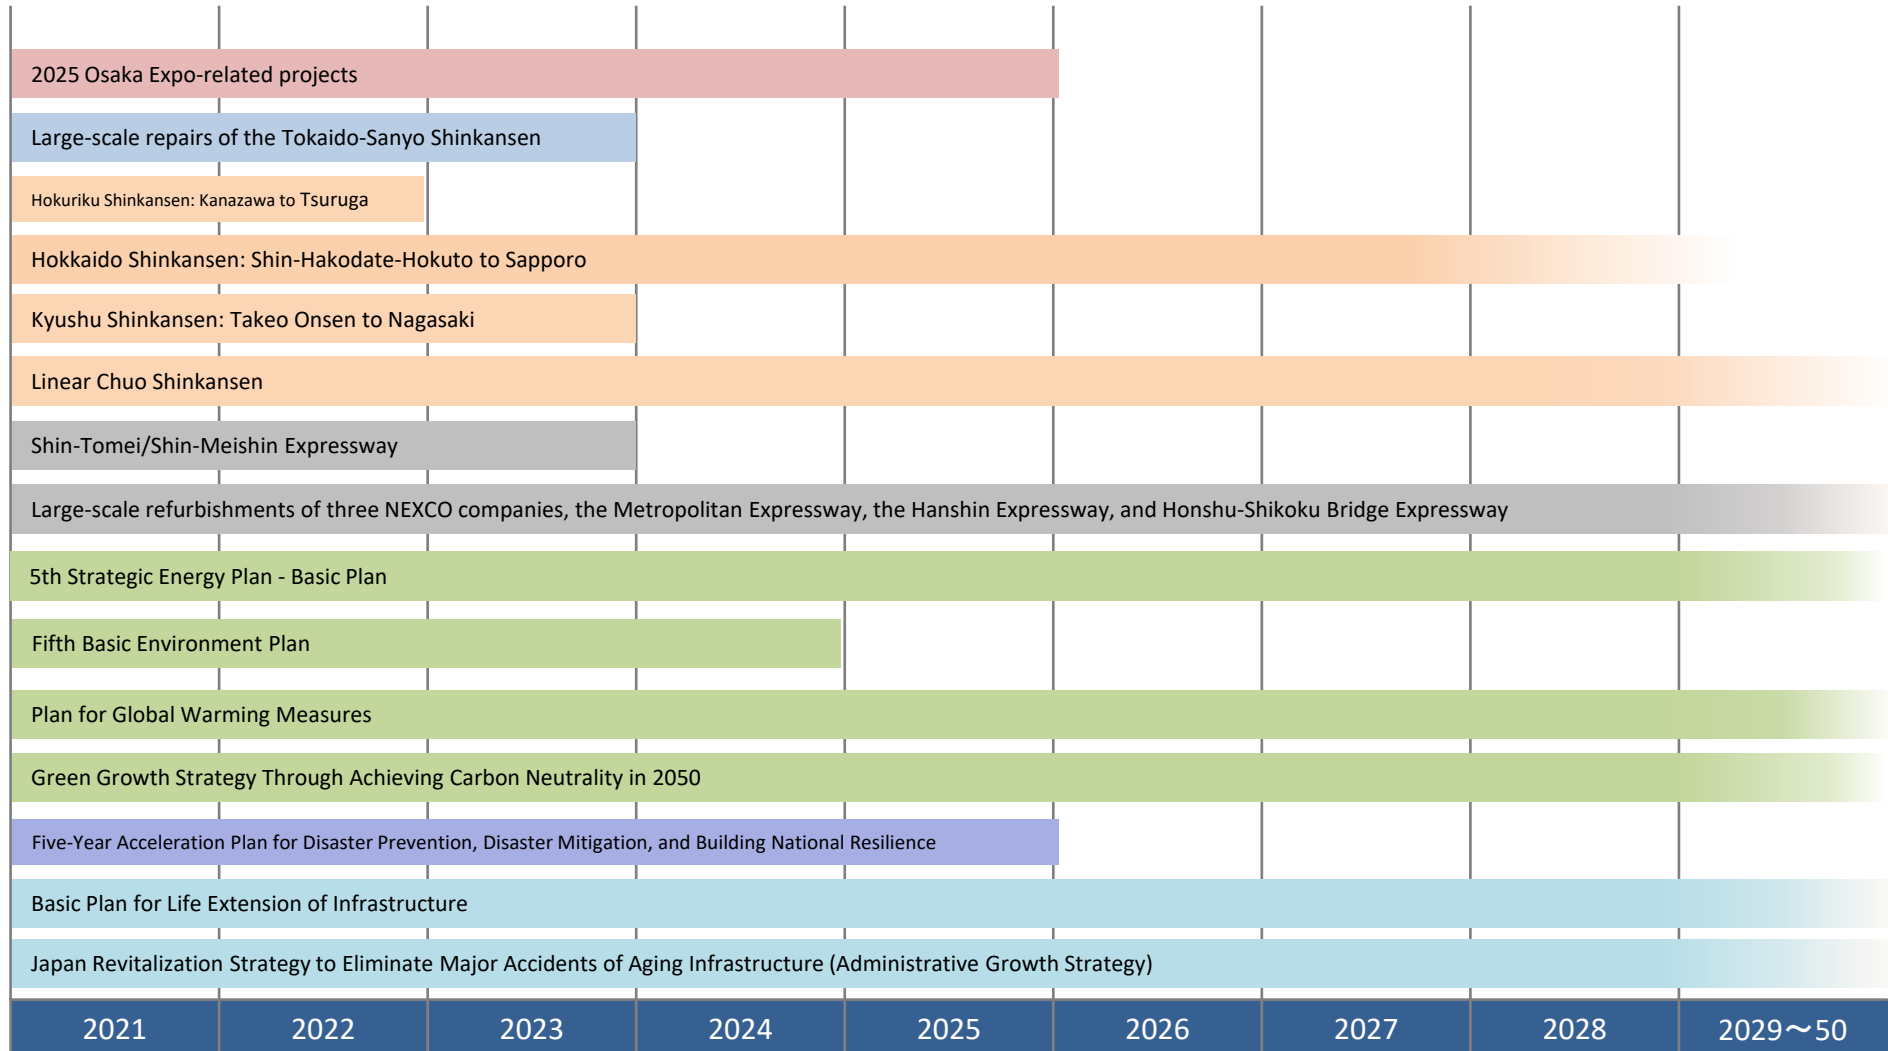 2025 Osaka Expo-related projects
Large-scale repairs of the Tokaido-Sanyo Shinkansen
Hokuriku Shinkansen: Kanazawa to Tsuruga
Hokkaido Shinkansen: Shin-Hakodate-Hokuto to Sapporo
Kyushu Shinkansen: Takeo Onsen to Nagasaki
Linear Chuo Shinkansen
Shin-Tomei/Shin-Meishin Expressway
Large-scale refurbishments of three NEXCO companies, the Metropolitan Expressway, the Hanshin Expressway, and Honshu-Shikoku Bridge Expressway
5th Strategic Energy Plan - Basic Plan
Fifth Basic Environment Plan
Plan for Global Warming Measures
Green Growth Strategy Through Achieving Carbon Neutrality in 2050
Five-Year Acceleration Plan for Disaster Prevention, Disaster Mitigation, and Building National Resilience
Basic Plan for Life Extension of Infrastructure
Japan Revitalization Strategy to Eliminate Major Accidents of Aging Infrastructure (Administrative Growth Strategy)
2021 2022 2023 2024 2025 2026 2027 2028 2029～50